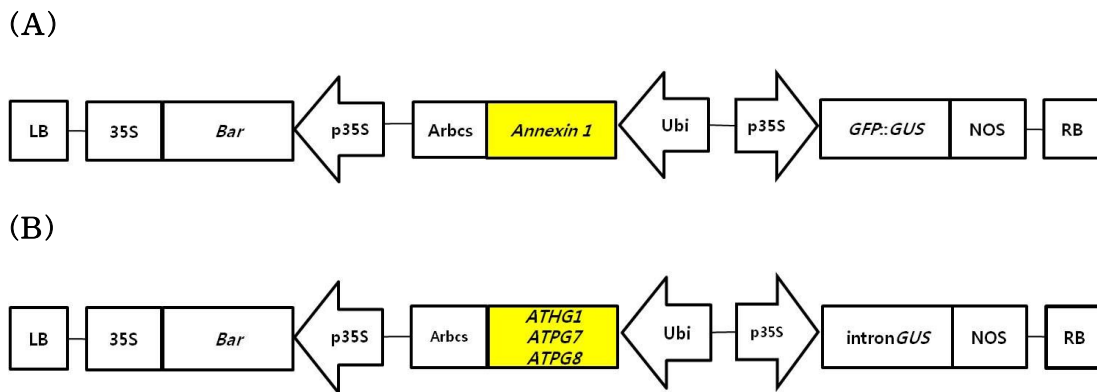 (A)
LB 35S Bar p35S Arbcs Annexin 1 Ubi p35S GFP::GUS NOS RB
(B)
LB 35S Bar p35S Arbcs ATHG1
ATPG7
ATPG8 Ubi p35S intronGUS NOS RB